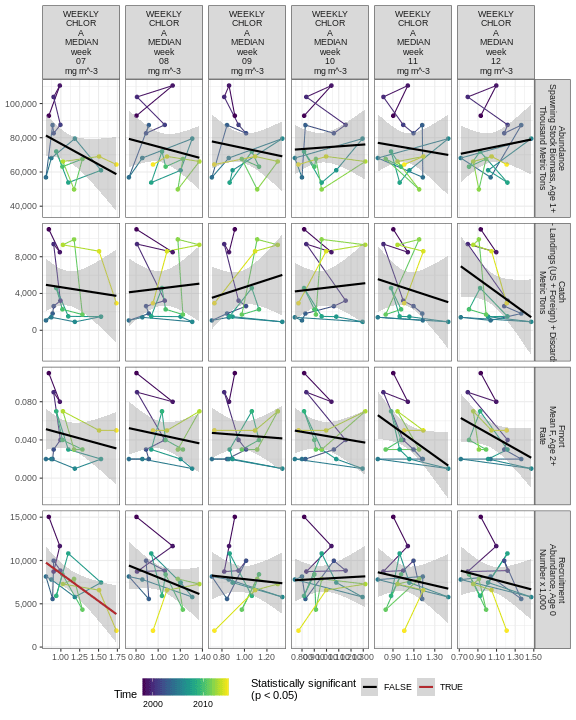 WEEKLY
CHLOR
A
MEDIAN
week
07
mg m^-3
WEEKLY
CHLOR
A
MEDIAN
week
08
mg m^-3
WEEKLY
CHLOR
A
MEDIAN
week
09
mg m^-3
WEEKLY
CHLOR
A
MEDIAN
week
10
mg m^-3
WEEKLY
CHLOR
A
MEDIAN
week
11
mg m^-3
WEEKLY
CHLOR
A
MEDIAN
week
12
mg m^-3
100,000
80,000
60,000
40,000
Abundance
Spawning Stock Biomass, Age 1+
Thousand Metric Tons
8,000
4,000
0
Catch
- Landings (US + Foreign) + Discard
Metric Tons
0.080
0.040
0.000
Fmort
Mean F, Age 2+
Rate
15,000
10,000
5,000
0
Recruitment
Abundance, Age 0
Number x 1,000
1.00 1.25 1.50 1.75
0.80 1.00 1.20 1.40
0.80 1.00 1.20
0.90 1.10 1.30
0.70 0.90 1.10 1.30 1.50
Time
2000 2010
Statistically significant
(p < 0.05)
FALSE
TRUE